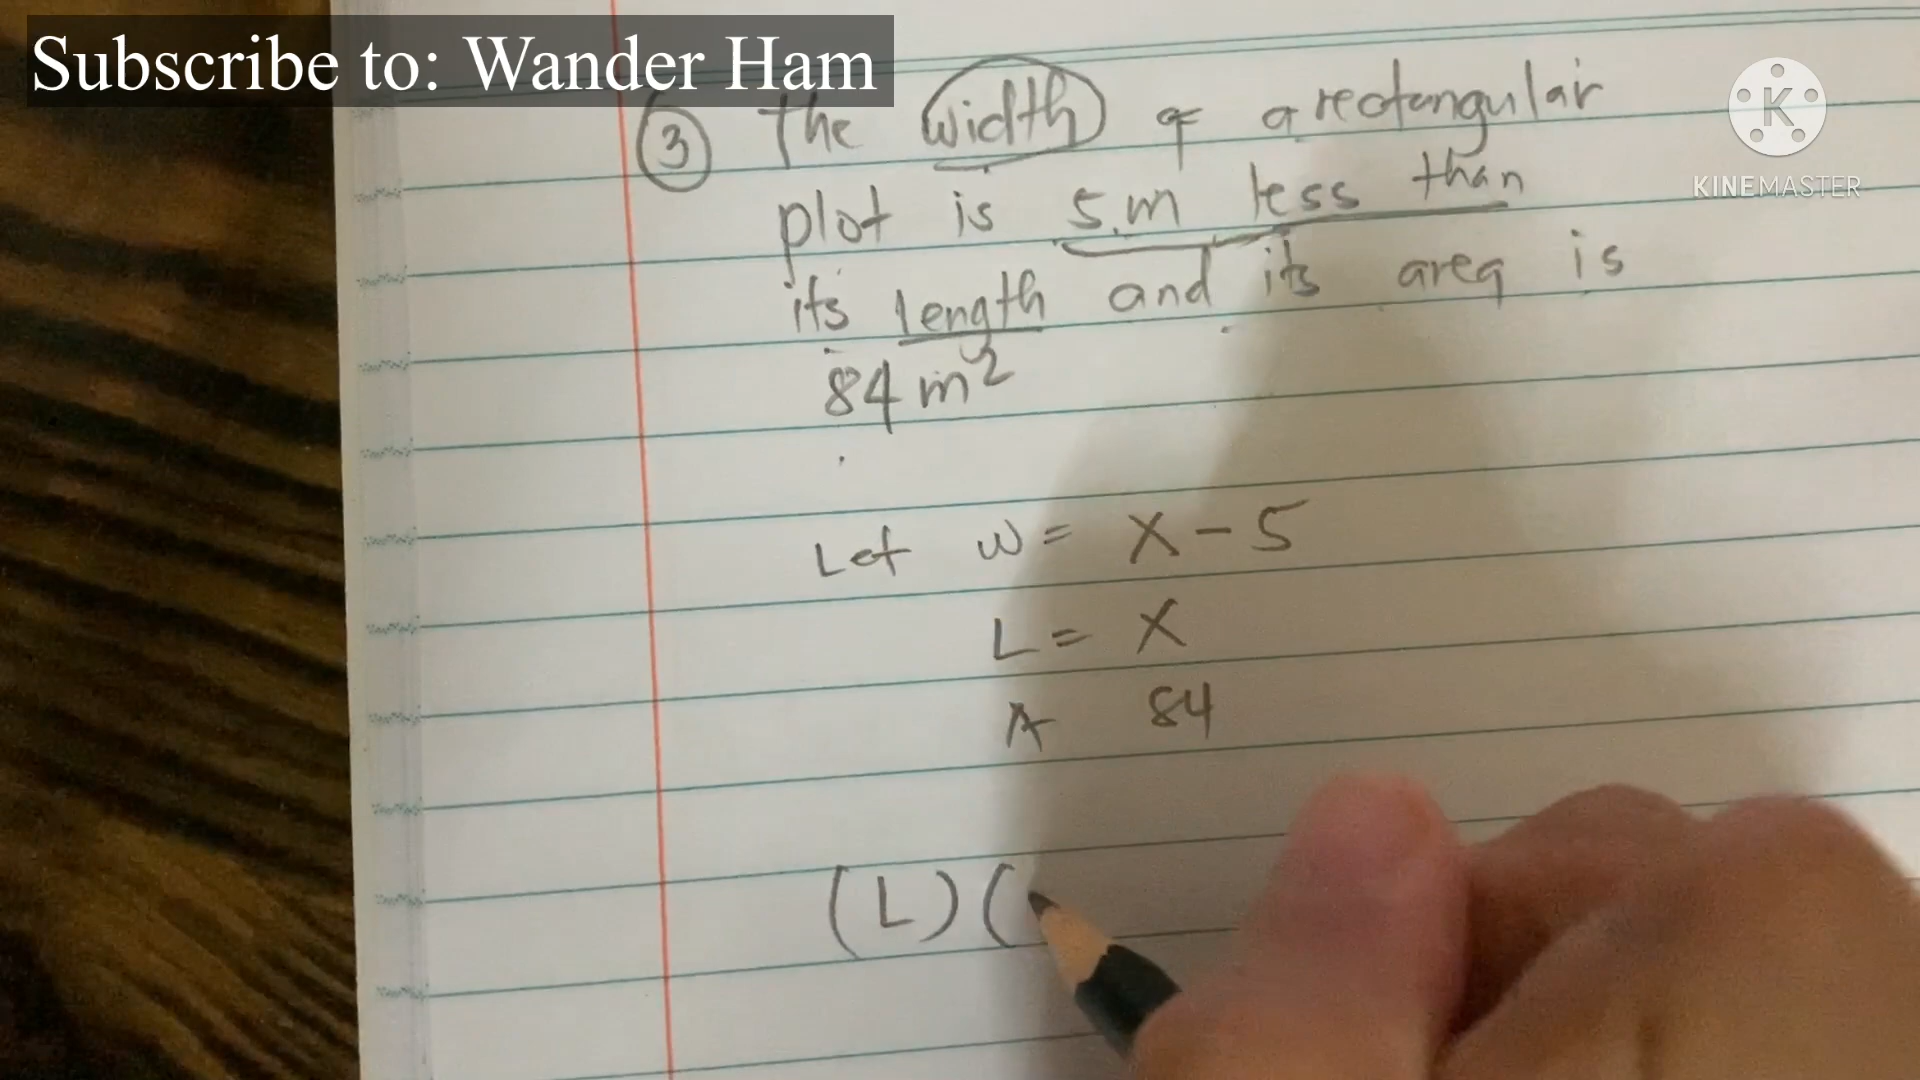 Subscribe to: Wander Ham
KINEMASTER
3 The width of a rectangular
plot is 5 m less than
its length and its area is
84 m²
Let w = x - 5
L = x
A 84
(L)(